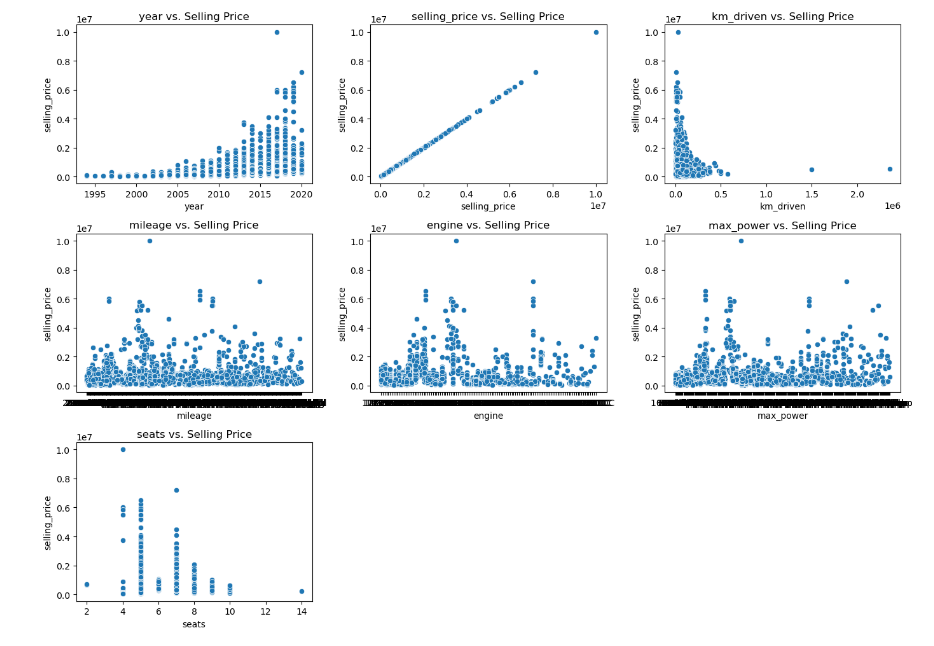 year vs. Selling Price
1e7
1.0
0.8
0.6
0.4
0.2
0.0
selling_price
1995 2000 2005 2010 2015 2020
year
selling_price vs. Selling Price
1e7
1.0
0.8
0.6
0.4
0.2
0.0
selling_price
0.0 0.2 0.4 0.6 0.8 1.0
1e7
selling_price
km_driven vs. Selling Price
1e7
1.0
0.8
0.6
0.4
0.2
0.0
selling_price
0.0 0.5 1.0 1.5 2.0
1e6
km_driven
mileage vs. Selling Price
1e7
1.0
0.8
0.6
0.4
0.2
0.0
selling_price
mileage
engine vs. Selling Price
1e7
1.0
0.8
0.6
0.4
0.2
0.0
selling_price
engine
max_power vs. Selling Price
1e7
1.0
0.8
0.6
0.4
0.2
0.0
selling_price
max_power
seats vs. Selling Price
1e7
1.0
0.8
0.6
0.4
0.2
0.0
selling_price
2 4 6 8 10 12 14
seats